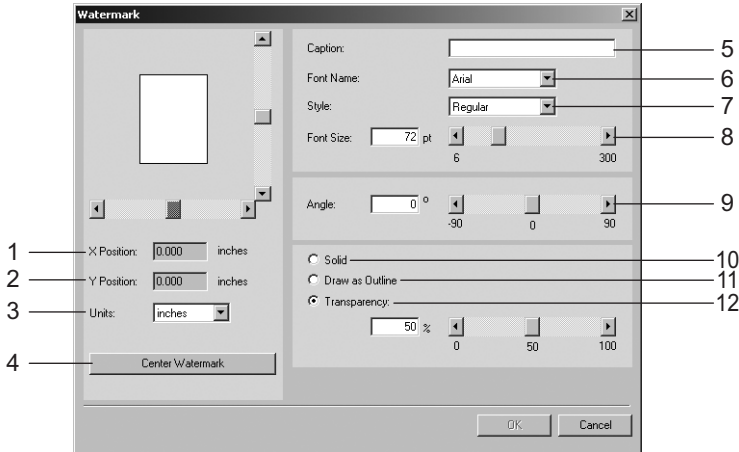 Watermark
Caption: 5
Font Name: Arial 6
Style: Regular 7
Font Size: 72 pt 8
6 300
Angle: 0 ° 9
-90 0 90
1 X Position: 0.000 inches
2 Y Position: 0.000 inches
3 Units: inches
4 Center Watermark
Solid 10
Draw as Outline 11
Transparency: 12
50 %
0 50 100
OK Cancel